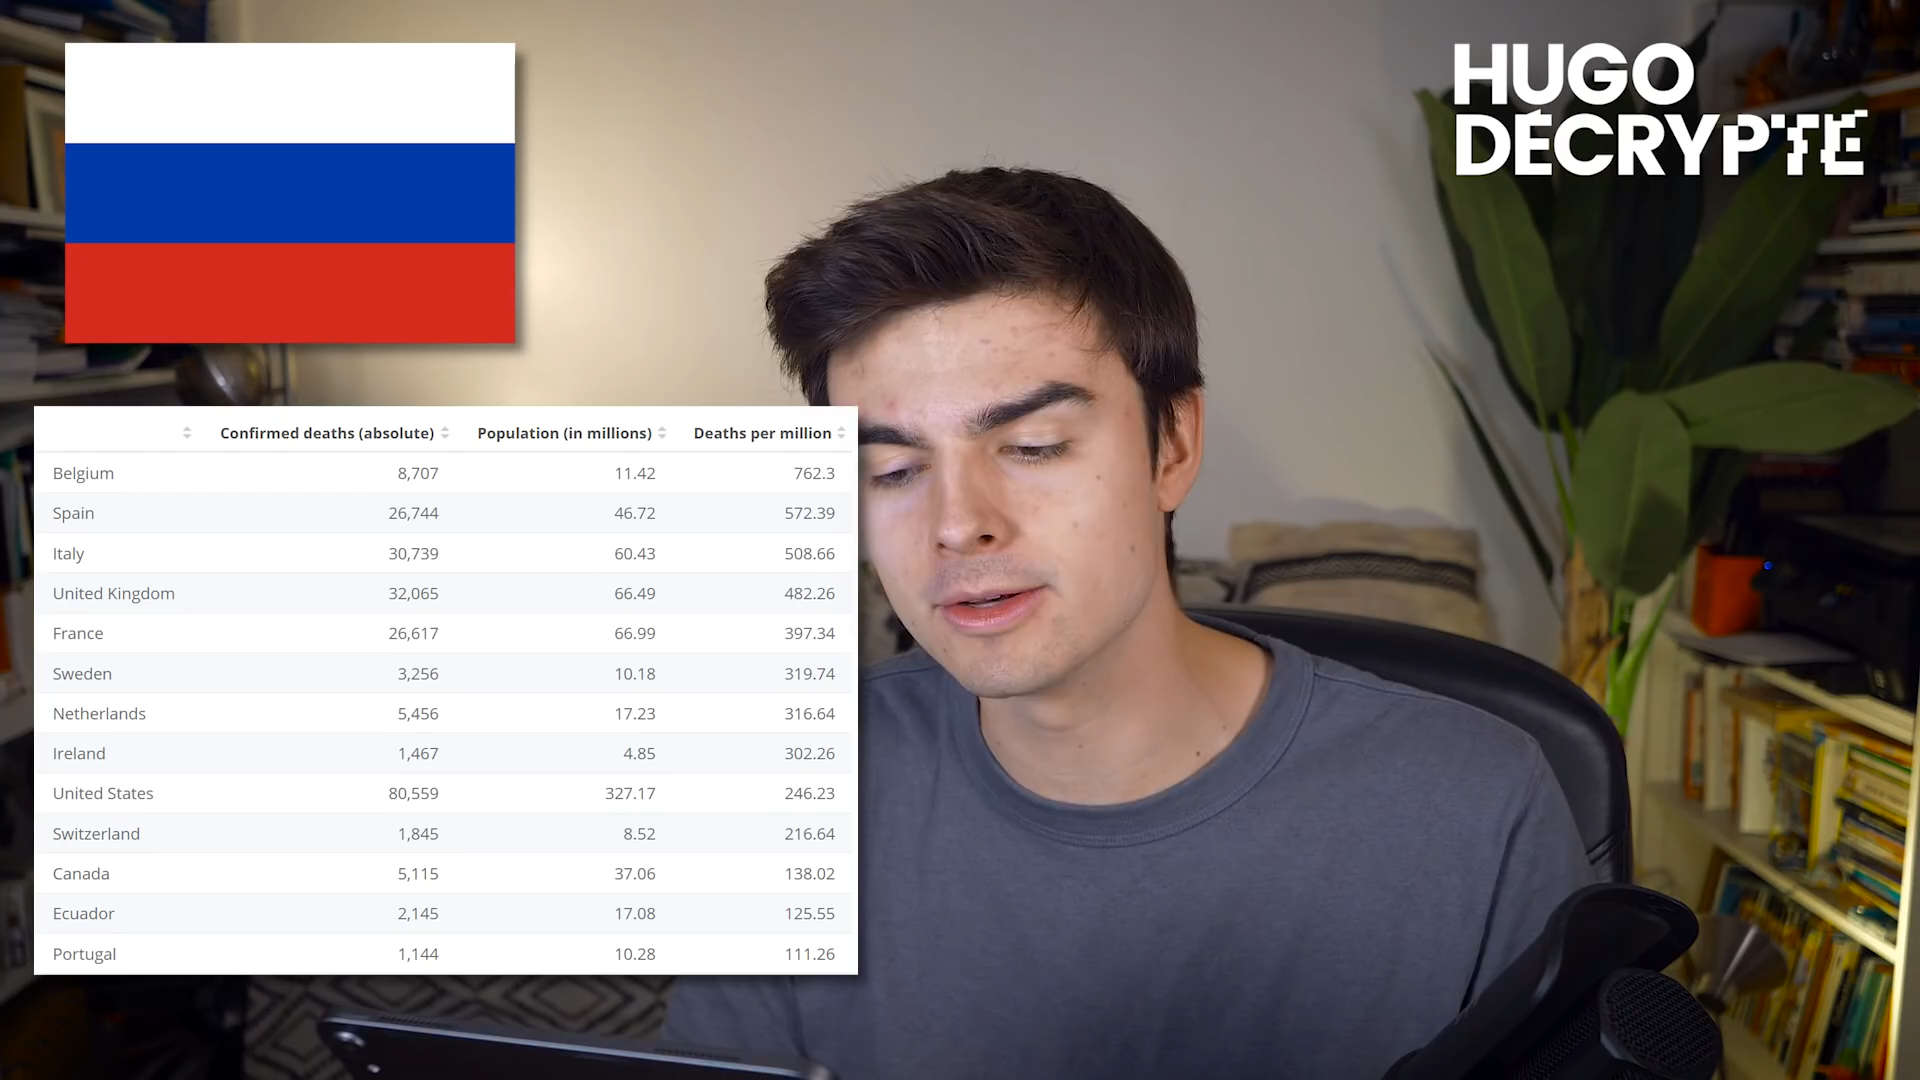 HUGO
DÉCRYPTE
Confirmed deaths (absolute) Population (in millions) Deaths per million
Belgium 8,707 11.42 762.3
Spain 26,744 46.72 572.39
Italy 30,739 60.43 508.66
United Kingdom 32,065 66.49 482.26
France 26,617 66.99 397.34
Sweden 3,256 10.18 319.74
Netherlands 5,456 17.23 316.64
Ireland 1,467 4.85 302.26
United States 80,559 327.17 246.23
Switzerland 1,845 8.52 216.64
Canada 5,115 37.06 138.02
Ecuador 2,145 17.08 125.55
Portugal 1,144 10.28 111.26